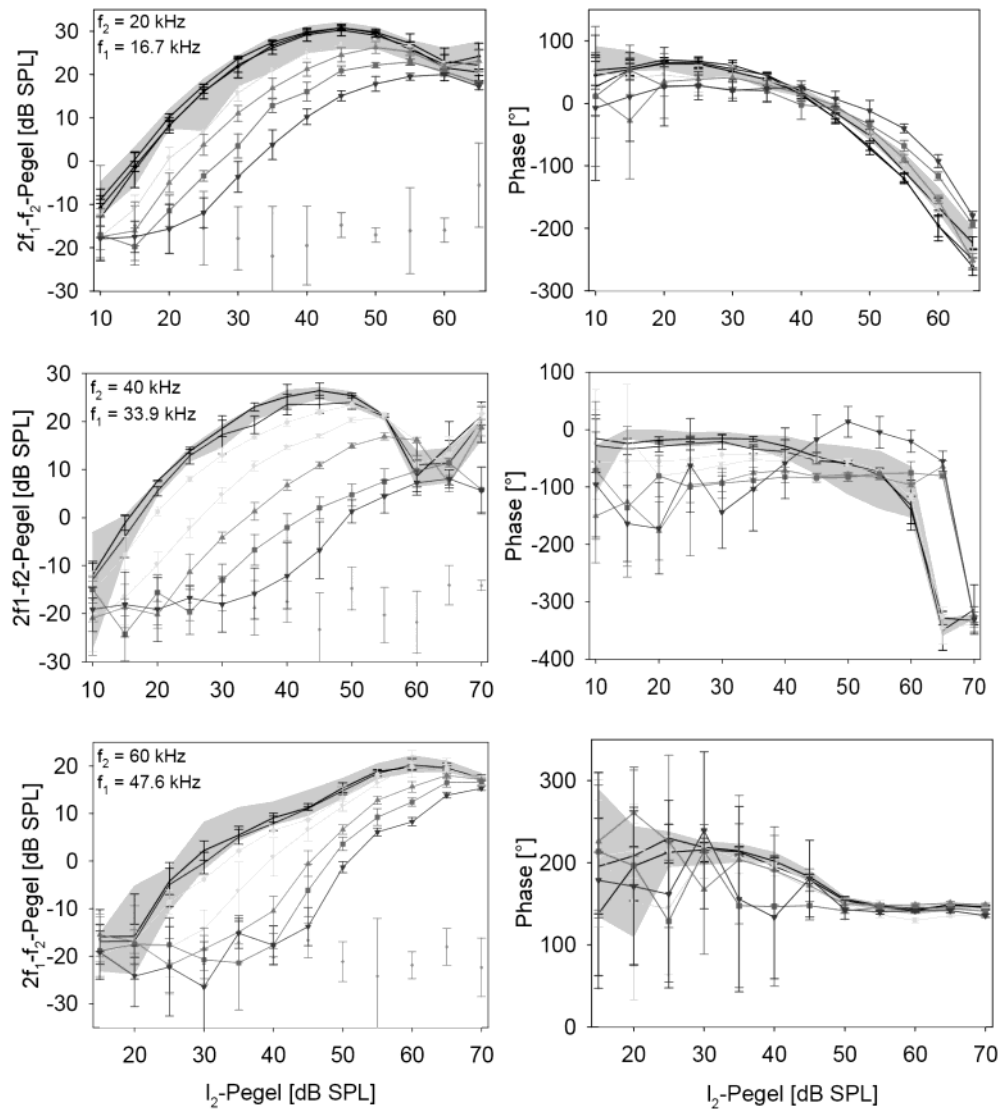 f₂ = 20 kHz
f₁ = 16.7 kHz
2f₁-f₂-Pegel [dB SPL]
30
20
10
0
-10
-20
-30
10 20 30 40 50 60
Phase [°]
100
0
-100
-200
-300
10 20 30 40 50 60
f₂ = 40 kHz
f₁ = 33.9 kHz
2f1-f2-Pegel [dB SPL]
30
20
10
0
-10
-20
-30
10 20 30 40 50 60 70
Phase [°]
100
0
-100
-200
-300
-400
10 20 30 40 50 60 70
f₂ = 60 kHz
f₁ = 47.6 kHz
2f₁-f₂-Pegel [dB SPL]
20
10
0
-10
-20
-30
20 30 40 50 60 70
l₂-Pegel [dB SPL]
Phase [°]
300
200
100
0
20 30 40 50 60 70
l₂-Pegel [dB SPL]